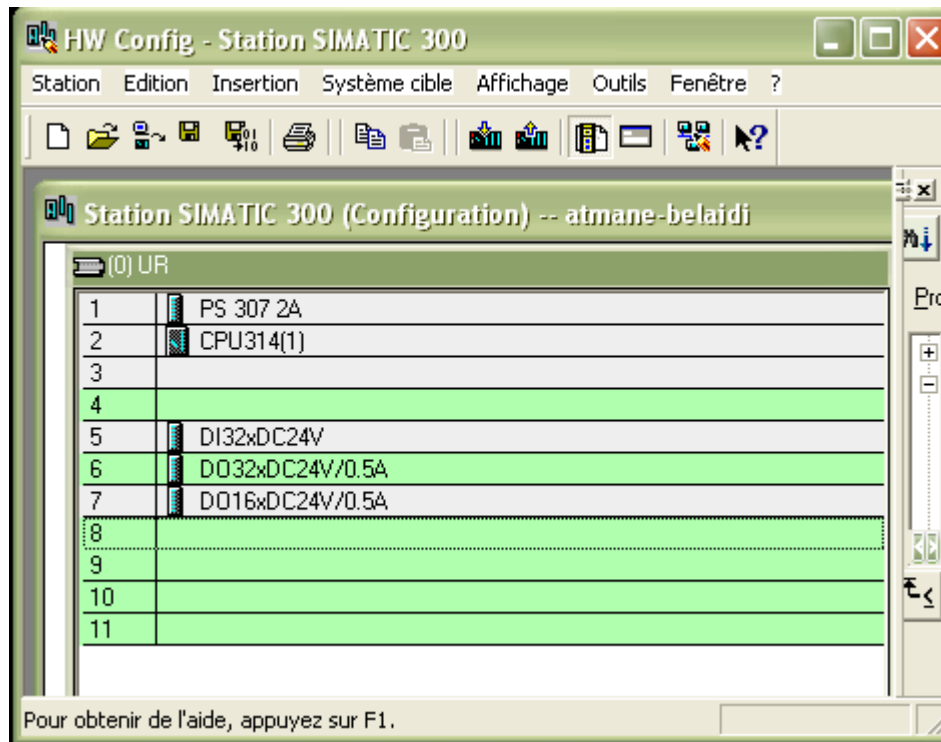 HW Config - Station SIMATIC 300
Station Edition Insertion Système cible Affichage Outils Fenêtre ?
Station SIMATIC 300 (Configuration) -- atmane-belaidi
(0) UR
1 PS 307 2A
2 CPU314(1)
3
4
5 DI32xDC24V
6 DO32xDC24V/0.5A
7 DO16xDC24V/0.5A
8
9
10
11
Pro
Pour obtenir de l'aide, appuyez sur F1.